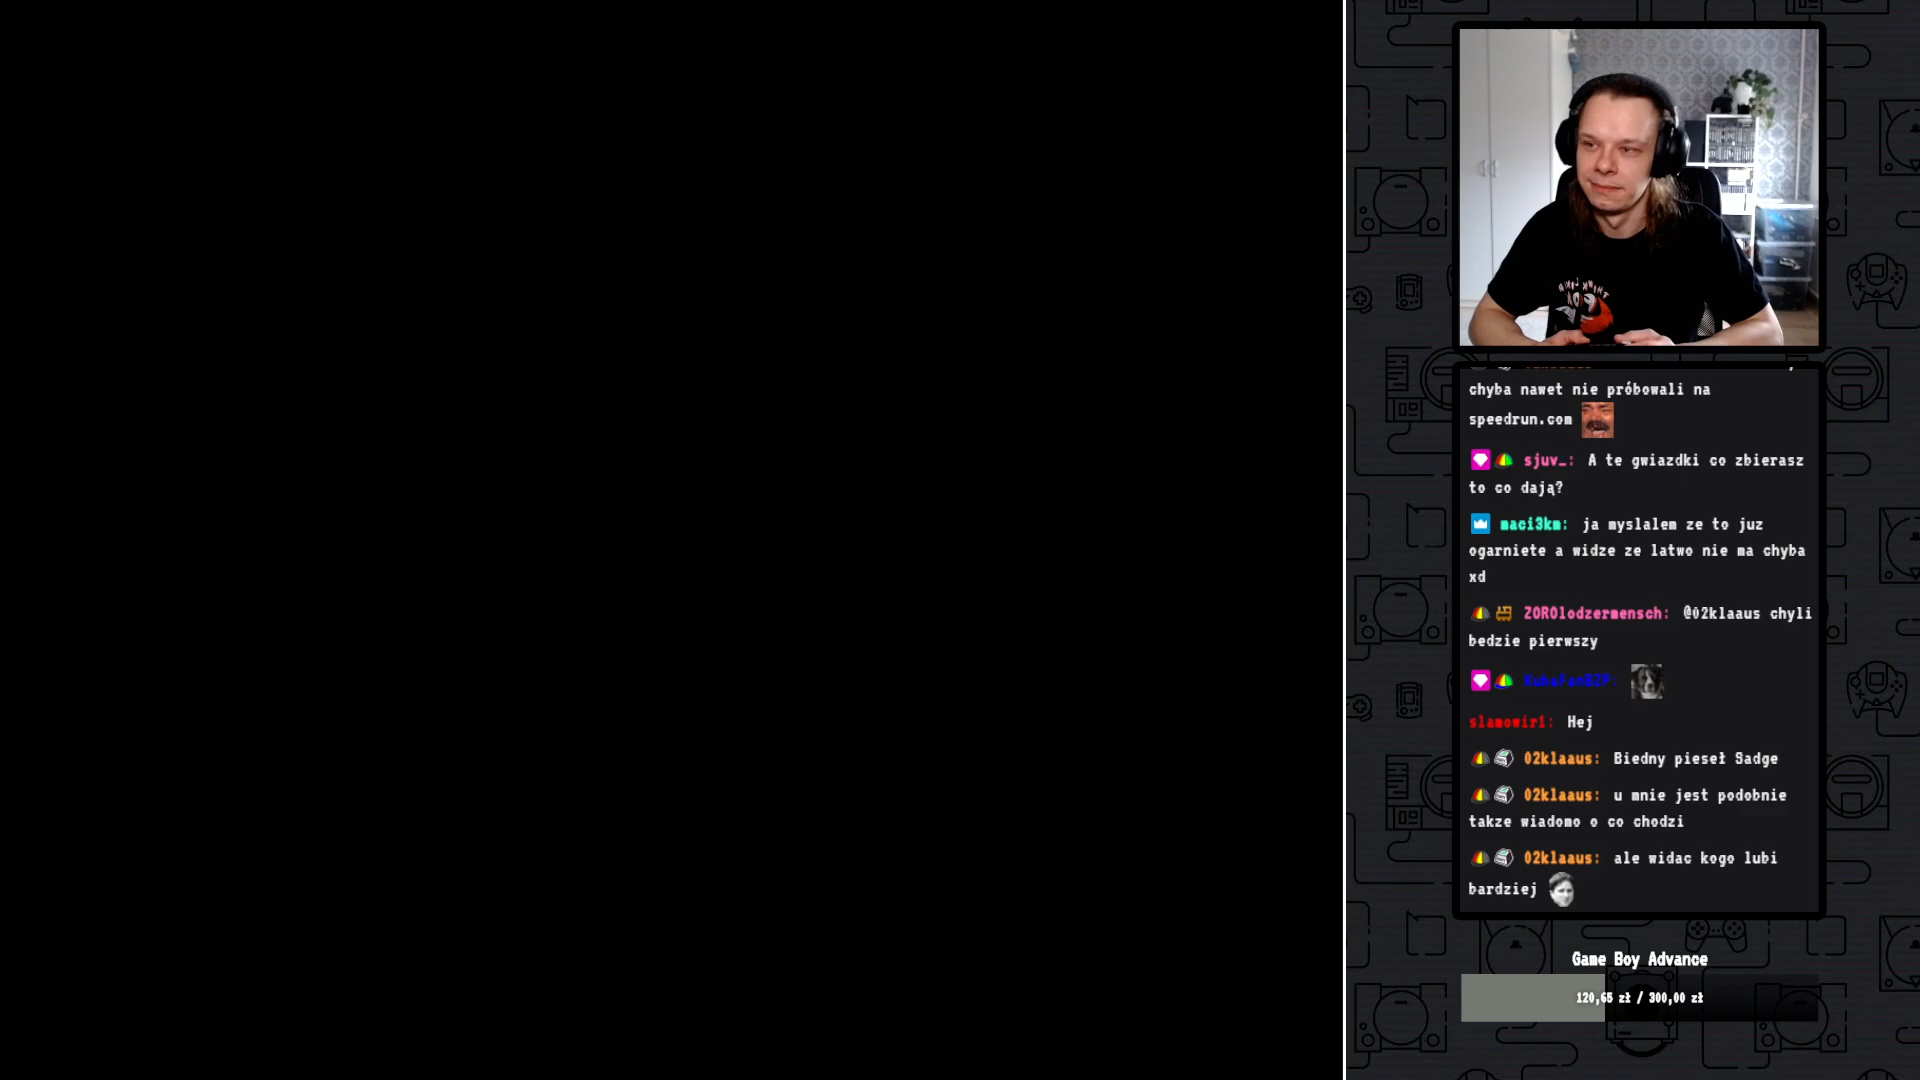 chyba nawet nie próbowali na
speedrun.com
sjuv_: A te gwiazdki co zbierasz
to co dają?
maci3km: ja myslalem ze to juz
ogarniete a widze ze latwo nie ma chyba
xd
ZOROlodzermensch: @02klaaus chyli
bedzie pierwszy
KubaFanBZP:
slamowir1: Hej
02klaaus: Biedny pieseł Sadge
02klaaus: u mnie jest podobnie
takze wiadomo o co chodzi
02klaaus: ale widac kogo lubi
bardziej
Game Boy Advance
120,65 zł / 300,00 zł